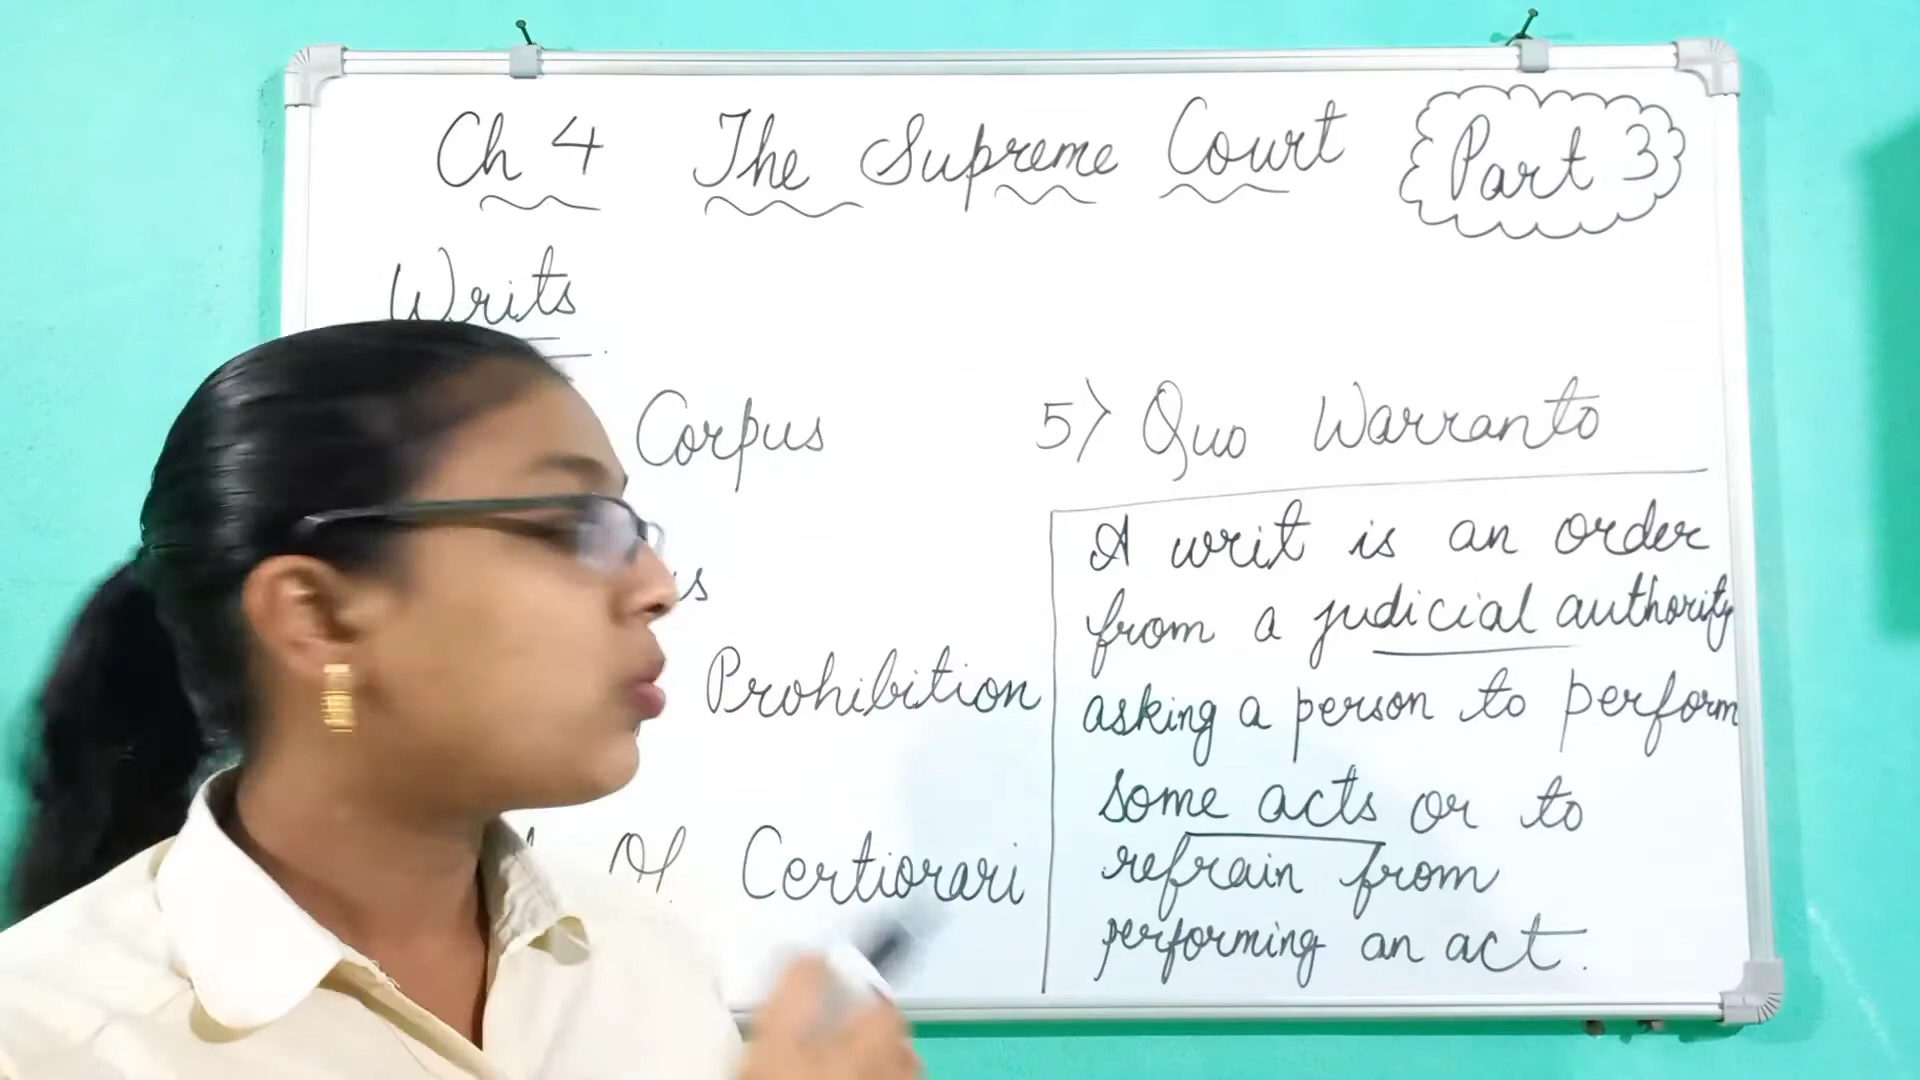 Ch 4 The Supreme Court
Part 3
Writs
Corpus
Prohibition
Of Certiorari
5) Quo Warranto
A writ is an order
from a judicial authority
asking a person to perform
some acts or to
refrain from
performing an act.